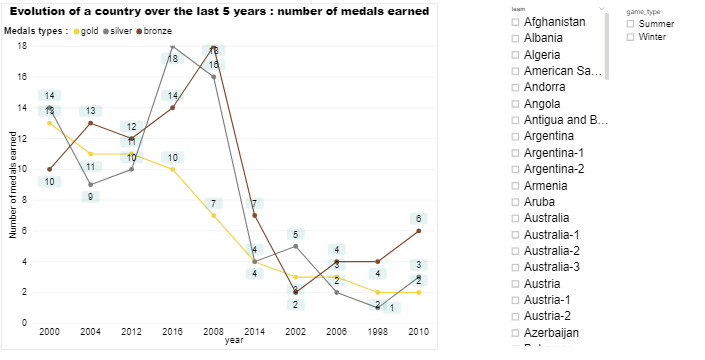 Evolution of a country over the last 5 years : number of medals earned
Medals types : gold silver bronze
18
16
14
12
10
8
6
4
2
0
Number of medals earned
14
13
10
13
11
9
12
11
10
18
14
10
18
16
7
7
4
4
5
2
2
4
3
2
4
2
1
6
3
2
2000 2004 2012 2016 2008 2014 2002 2006 1998 2010
year
team
Afghanistan
Albania
Algeria
American Sa...
Andorra
Angola
Antigua and B...
Argentina
Argentina-1
Argentina-2
Armenia
Aruba
Australia
Australia-1
Australia-2
Australia-3
Austria
Austria-1
Austria-2
Azerbaijan
game_type
Summer
Winter